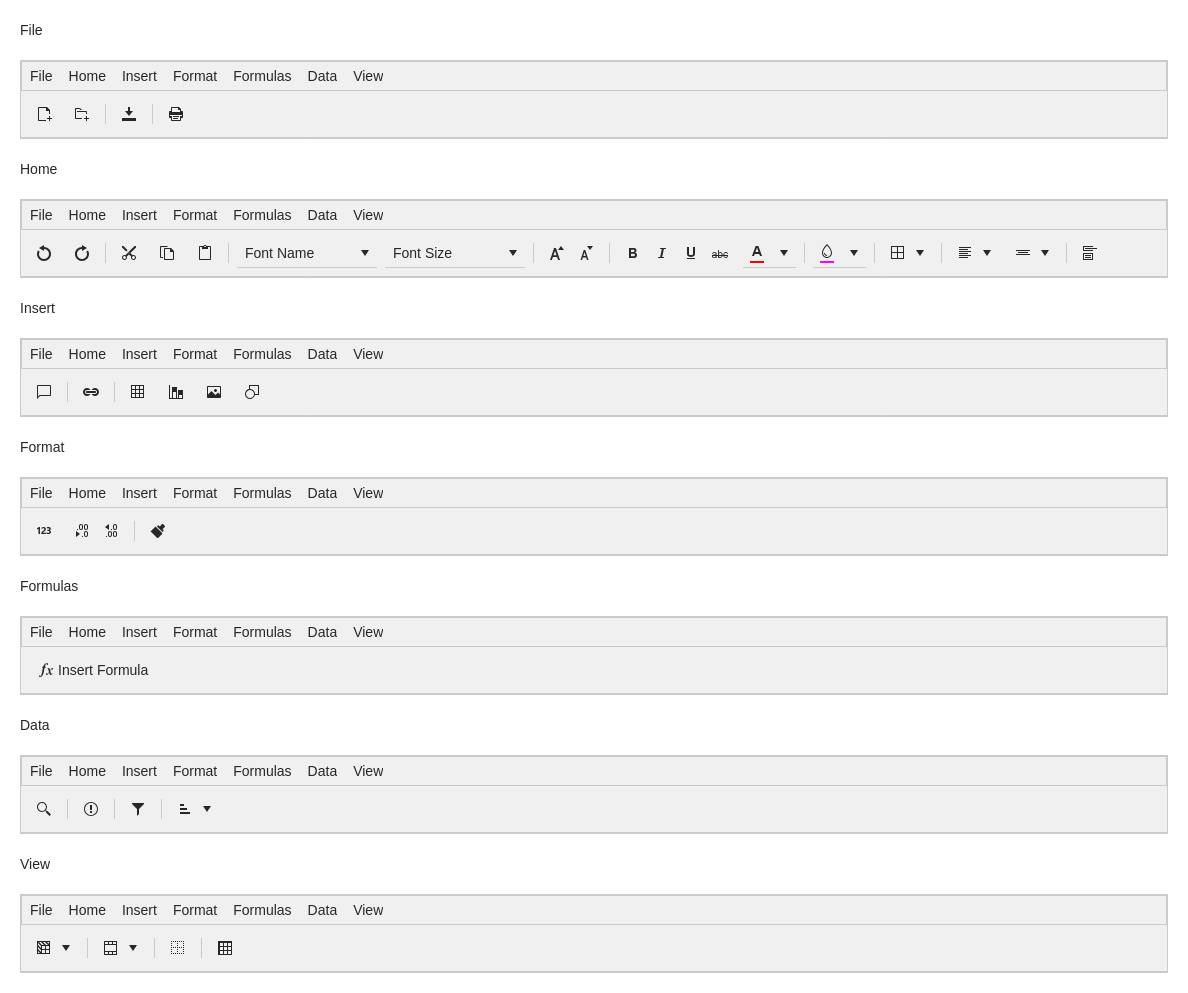 File
File Home Insert Format Formulas Data View
Home
File Home Insert Format Formulas Data View
Font Name Font Size A A B I U abc A
Insert
File Home Insert Format Formulas Data View
Format
File Home Insert Format Formulas Data View
123 .00 .0 .0 .00
Formulas
File Home Insert Format Formulas Data View
fx Insert Formula
Data
File Home Insert Format Formulas Data View
View
File Home Insert Format Formulas Data View